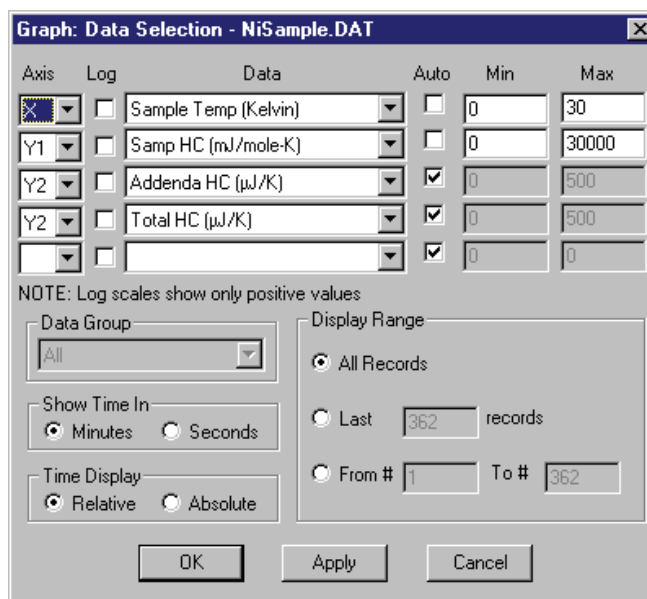 Graph: Data Selection - NiSample.DAT
Axis Log Data Auto Min Max
X Sample Temp (Kelvin) 0 30
Y1 Samp HC (mJ/mole-K) 0 30000
Y2 Addenda HC (µJ/K) 0 500
Y2 Total HC (µJ/K) 0 500
0 0
NOTE: Log scales show only positive values
Data Group
All
Show Time In
Minutes Seconds
Time Display
Relative Absolute
Display Range
All Records
Last 362 records
From # 1 To # 362
OK Apply Cancel